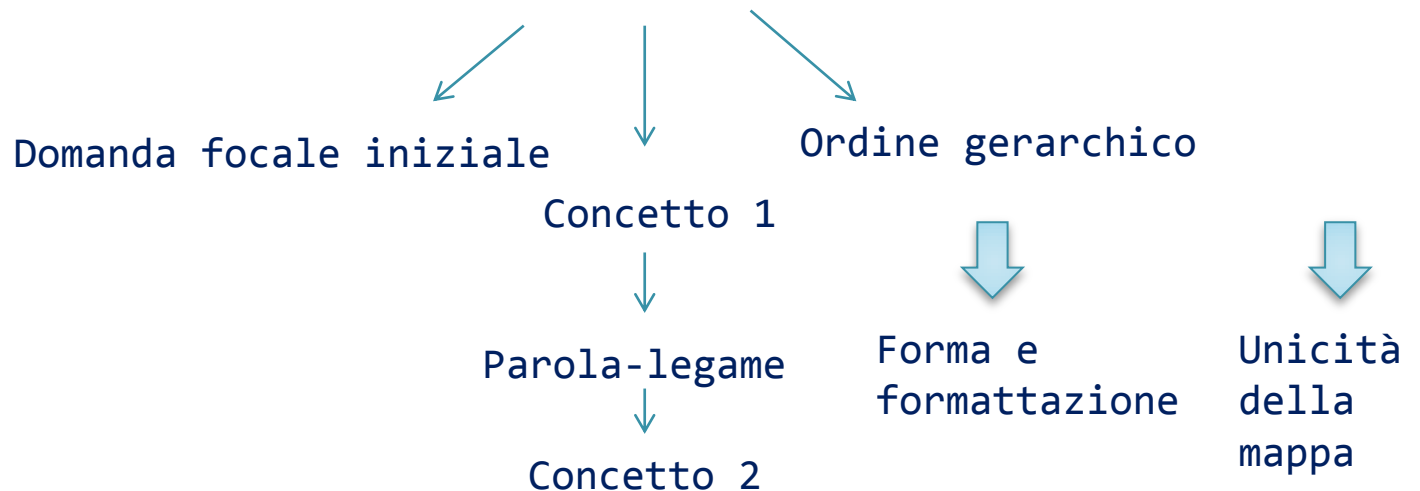 Domanda focale iniziale
Ordine gerarchico
Concetto 1
Parola-legame
Concetto 2
Forma e
formattazione
Unicità
della
mappa